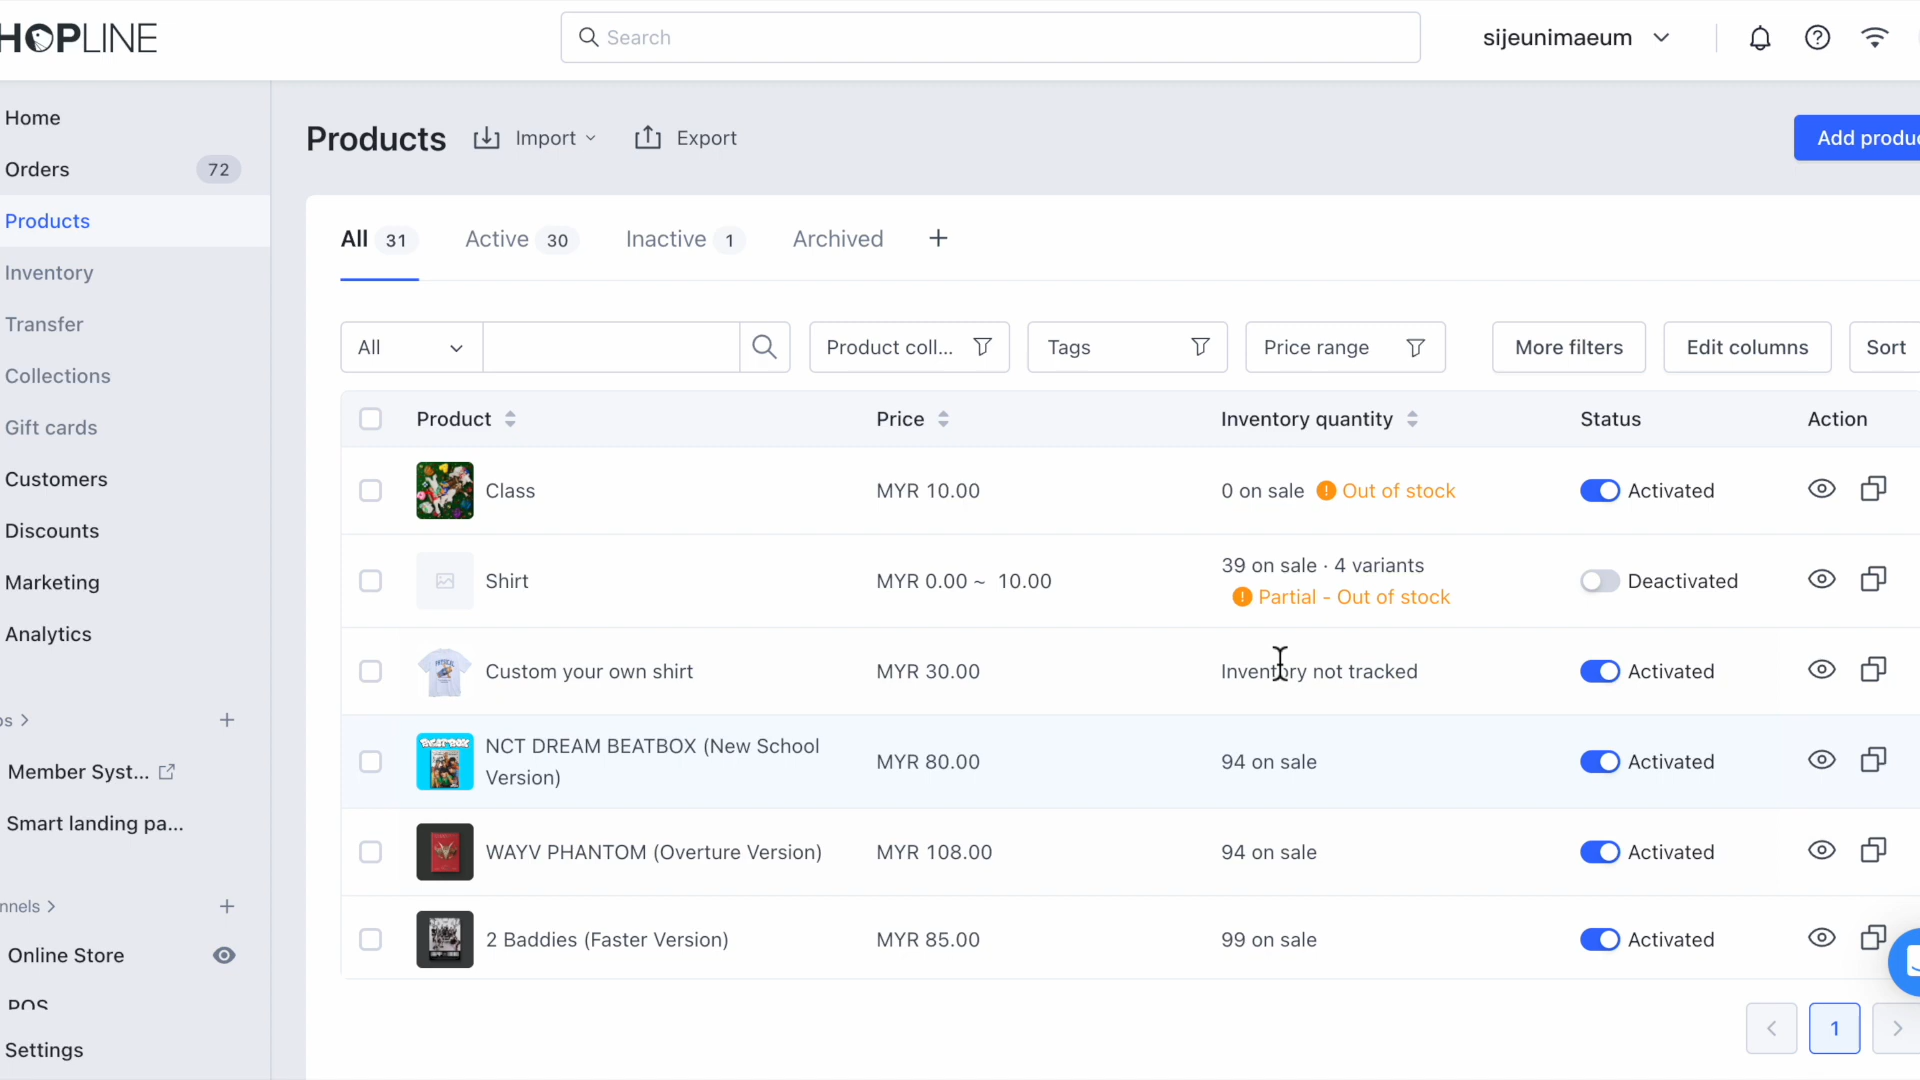 HOPLINE
Search
sijeunimaeum
Home
Orders 72
Products
Inventory
Transfer
Collections
Gift cards
Customers
Discounts
Marketing
Analytics
ps
Member Syst...
Smart landing pa...
nnels
Online Store
POS
Settings
Products Import Export
Add produc
All 31 Active 30 Inactive 1 Archived
All Product coll... Tags Price range More filters Edit columns Sort
Product Price Inventory quantity Status Action
Class MYR 10.00 0 on sale Out of stock Activated
Shirt MYR 0.00 ~ 10.00 39 on sale · 4 variants Deactivated
Partial - Out of stock
Custom your own shirt MYR 30.00 Inventory not tracked Activated
NCT DREAM BEATBOX (New School
Version) MYR 80.00 94 on sale Activated
WAYV PHANTOM (Overture Version) MYR 108.00 94 on sale Activated
2 Baddies (Faster Version) MYR 85.00 99 on sale Activated
1